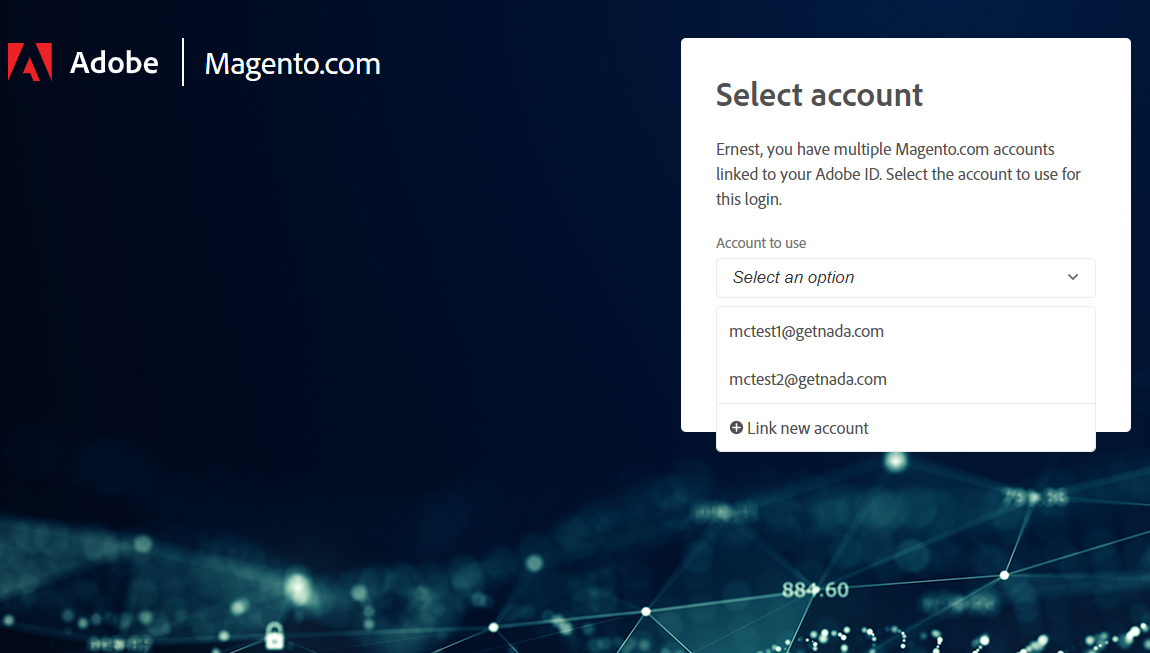 Adobe | Magento.com
Select account
Ernest, you have multiple Magento.com accounts
linked to your Adobe ID. Select the account to use for
this login.
Account to use
Select an option
mctest1@getnada.com
mctest2@getnada.com
Link new account
884.60